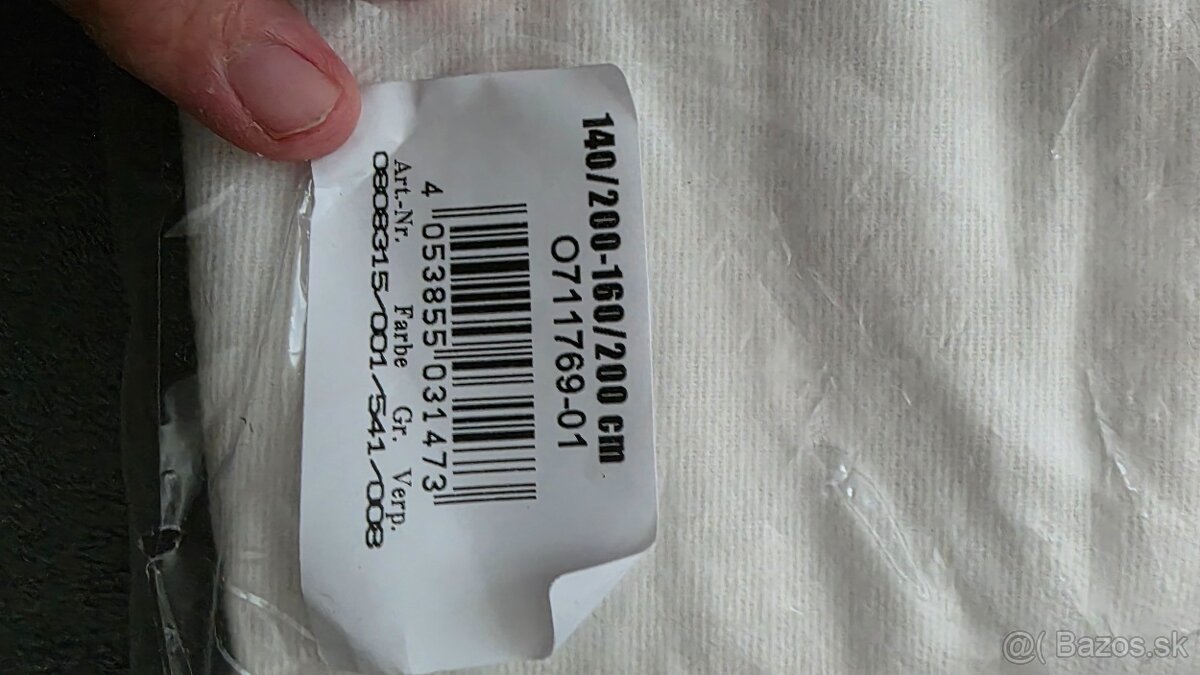 140/200-160/200 cm
O711769-01
4 053855 031473
Art.-Nr. Farbe Gr. Verp.
0808315/001/541/008
@( Bazos.sk